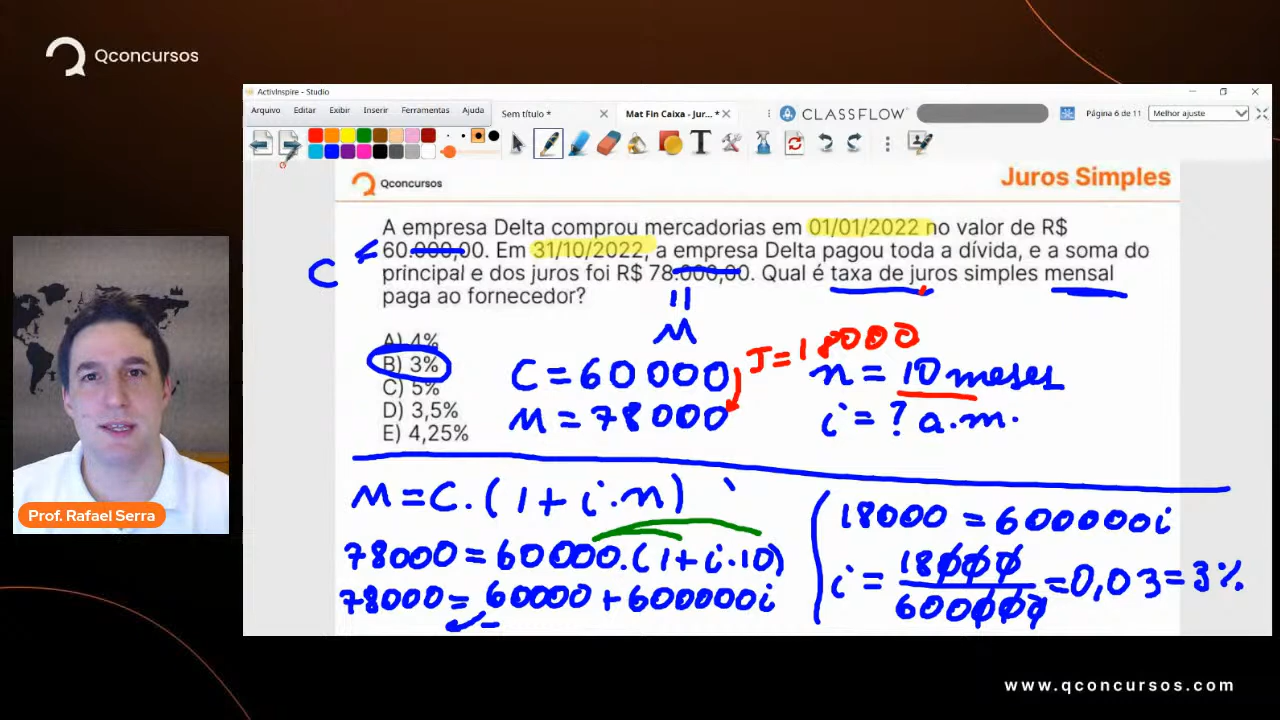 Qconcursos
ActivInspire - Studio
Arquivo Editar Exibir Inserir Ferramentas Ajuda
Sem título *
Mat Fin Caixa - Jur... *
CLASSFLOW
Página 6 de 11
Melhor ajuste
Qconcursos
Juros Simples
A empresa Delta comprou mercadorias em 01/01/2022 no valor de R$
60.000,00. Em 31/10/2022, a empresa Delta pagou toda a dívida, e a soma do
principal e dos juros foi R$ 78.000,00. Qual é taxa de juros simples mensal
paga ao fornecedor?
C
M
A) 4%
B) 3%
C) 5%
D) 3,5%
E) 4,25%
C = 60000
M = 78000
J = 18000
n = 10 meses
i = ? a.m.
M = C.(1 + i.n)
78000 = 60000.(1 + i.10)
78000 = 60000 + 600000i
18000 = 600000i
i = 18000/600000 = 0,03 = 3%
Prof. Rafael Serra
www.qconcursos.com